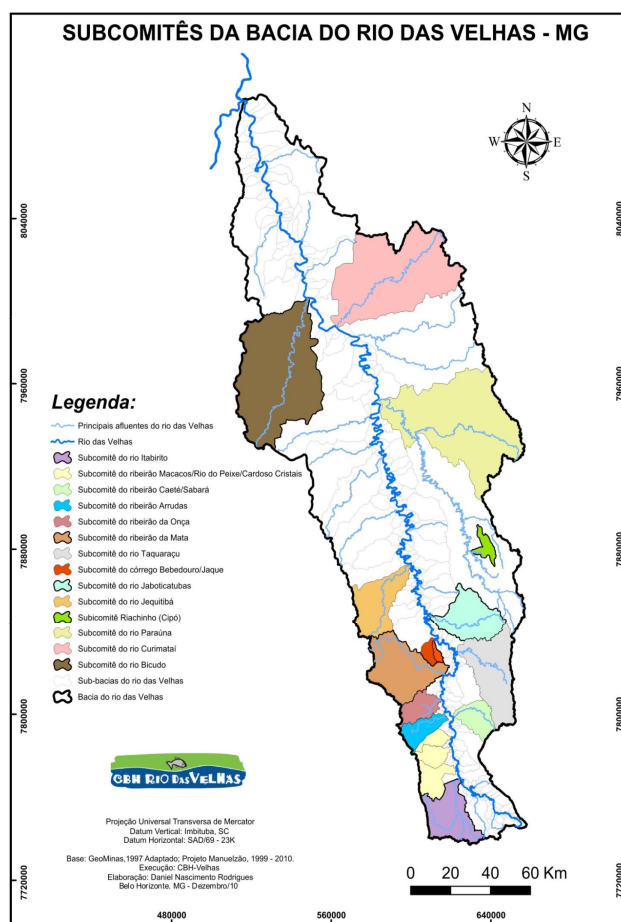 SUBCOMITÊS DA BACIA DO RIO DAS VELHAS - MG
N
W E
S
8040000
8040000
7960000
7960000
7880000
7880000
7800000
7800000
7720000
7720000
Legenda:
Principais afluentes do rio das Velhas
Rio das Velhas
Subcomitê do rio Itabirito
Subcomitê do ribeirão Macacos/Rio do Peixe/Cardoso Cristais
Subcomitê do ribeirão Caeté/Sabará
Subcomitê do ribeirão Arrudas
Subcomitê do ribeirão da Onça
Subcomitê do ribeirão da Mata
Subcomitê do rio Taquaraçu
Subcomitê do córrego Bebedouro/Jaque
Subcomitê do rio Jaboticatubas
Subcomitê do rio Jequitibá
Subicomitê Riachinho (Cipó)
Subcomitê do rio Paraúna
Subcomitê do rio Curimataí
Subcomitê do rio Bicudo
Sub-bacias do rio das Velhas
Bacia do rio das Velhas
CBH RIO DAS VELHAS
Projeção Universal Transversa de Mercator
Datum Vertical: Imbituba, SC
Datum Horizontal: SAD/69 - 23K
Base: GeoMinas,1997 Adaptado; Projeto Manuelzão, 1999 - 2010.
Execução: CBH-Velhas
Elaboração: Daniel Nascimento Rodrigues
Belo Horizonte, MG - Dezembro/10
0 20 40 60 Km
480000 560000 640000